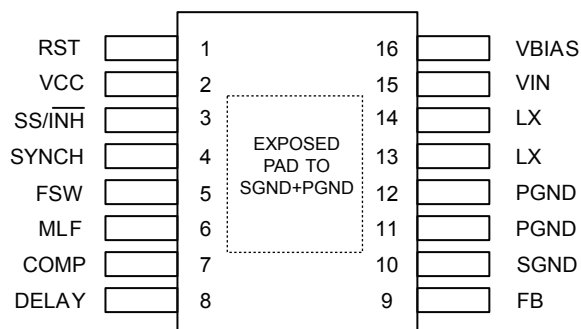 RST 1 16 VBIAS
VCC 2 15 VIN
SS/INH 3 14 LX
SYNCH 4 13 LX
FSW 5 12 PGND
MLF 6 11 PGND
COMP 7 10 SGND
DELAY 8 9 FB
EXPOSED
PAD TO
SGND+PGND